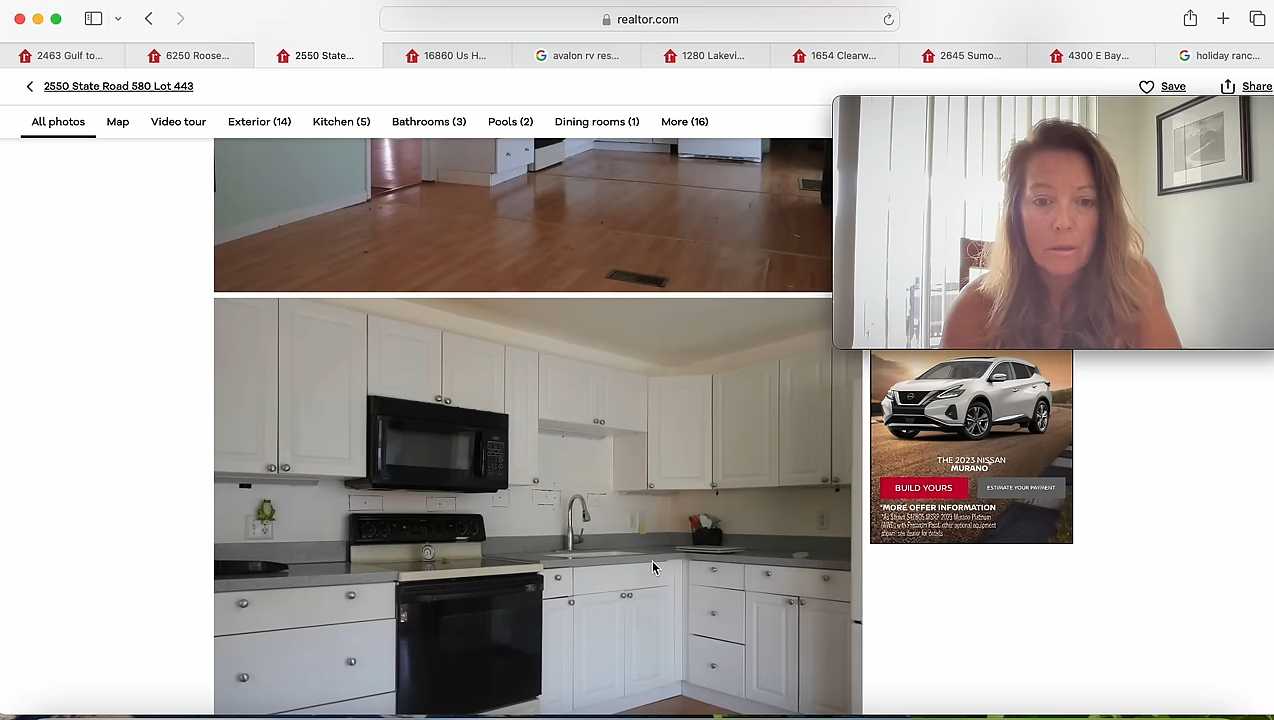 realtor.com
2463 Gulf to...
6250 Roose...
2550 State...
16860 Us H...
avalon rv res...
1280 Lakevi...
1654 Clearw...
2645 Sumo...
4300 E Bay...
holiday ranc...
2550 State Road 580 Lot 443
Save
Share
All photos
Map
Video tour
Exterior (14)
Kitchen (5)
Bathrooms (3)
Pools (2)
Dining rooms (1)
More (16)
THE 2023 NISSAN
MURANO
BUILD YOURS
ESTIMATE YOUR PAYMENT
*MORE OFFER INFORMATION